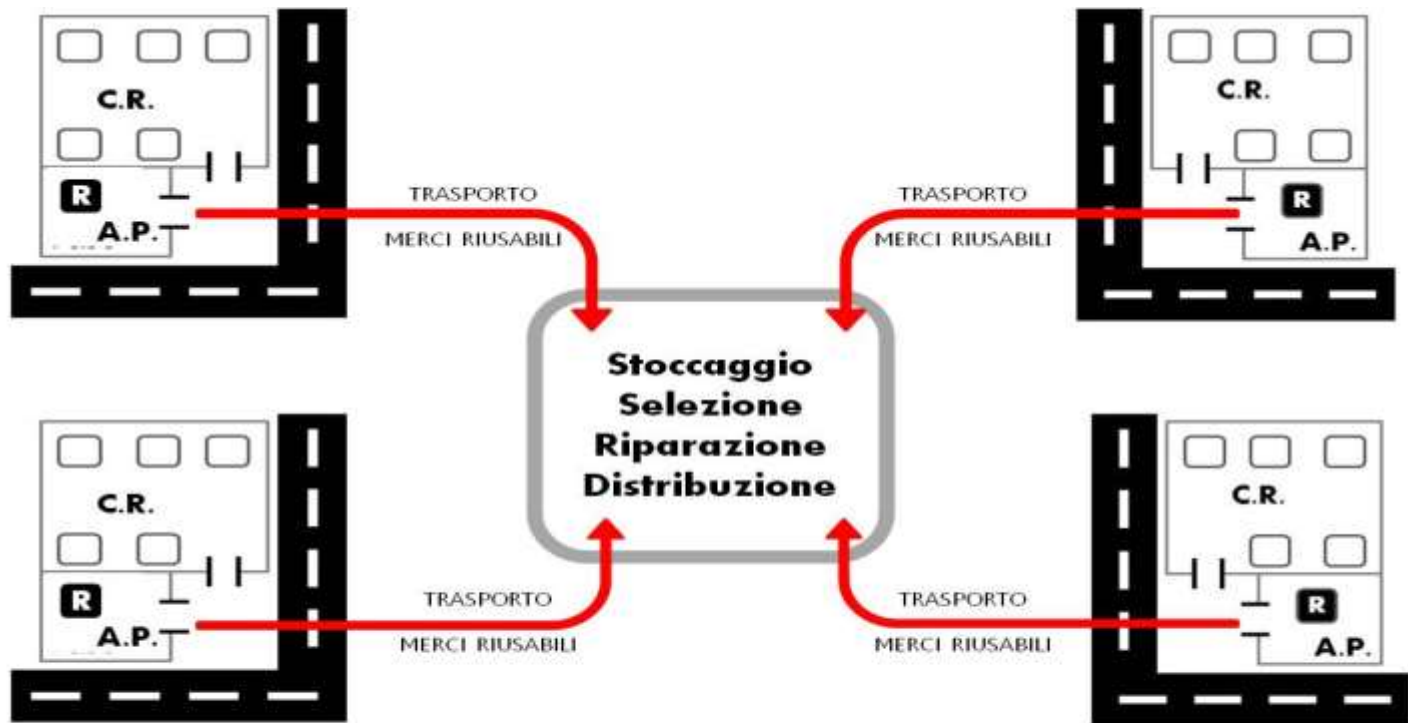 C.R.
R
A.P.
TRASPORTO
MERCI RIUSABILI
TRASPORTO
MERCI RIUSABILI
C.R.
R
A.P.
Stoccaggio
Selezione
Riparazione
Distribuzione
C.R.
R
A.P.
TRASPORTO
MERCI RIUSABILI
TRASPORTO
MERCI RIUSABILI
C.R.
R
A.P.